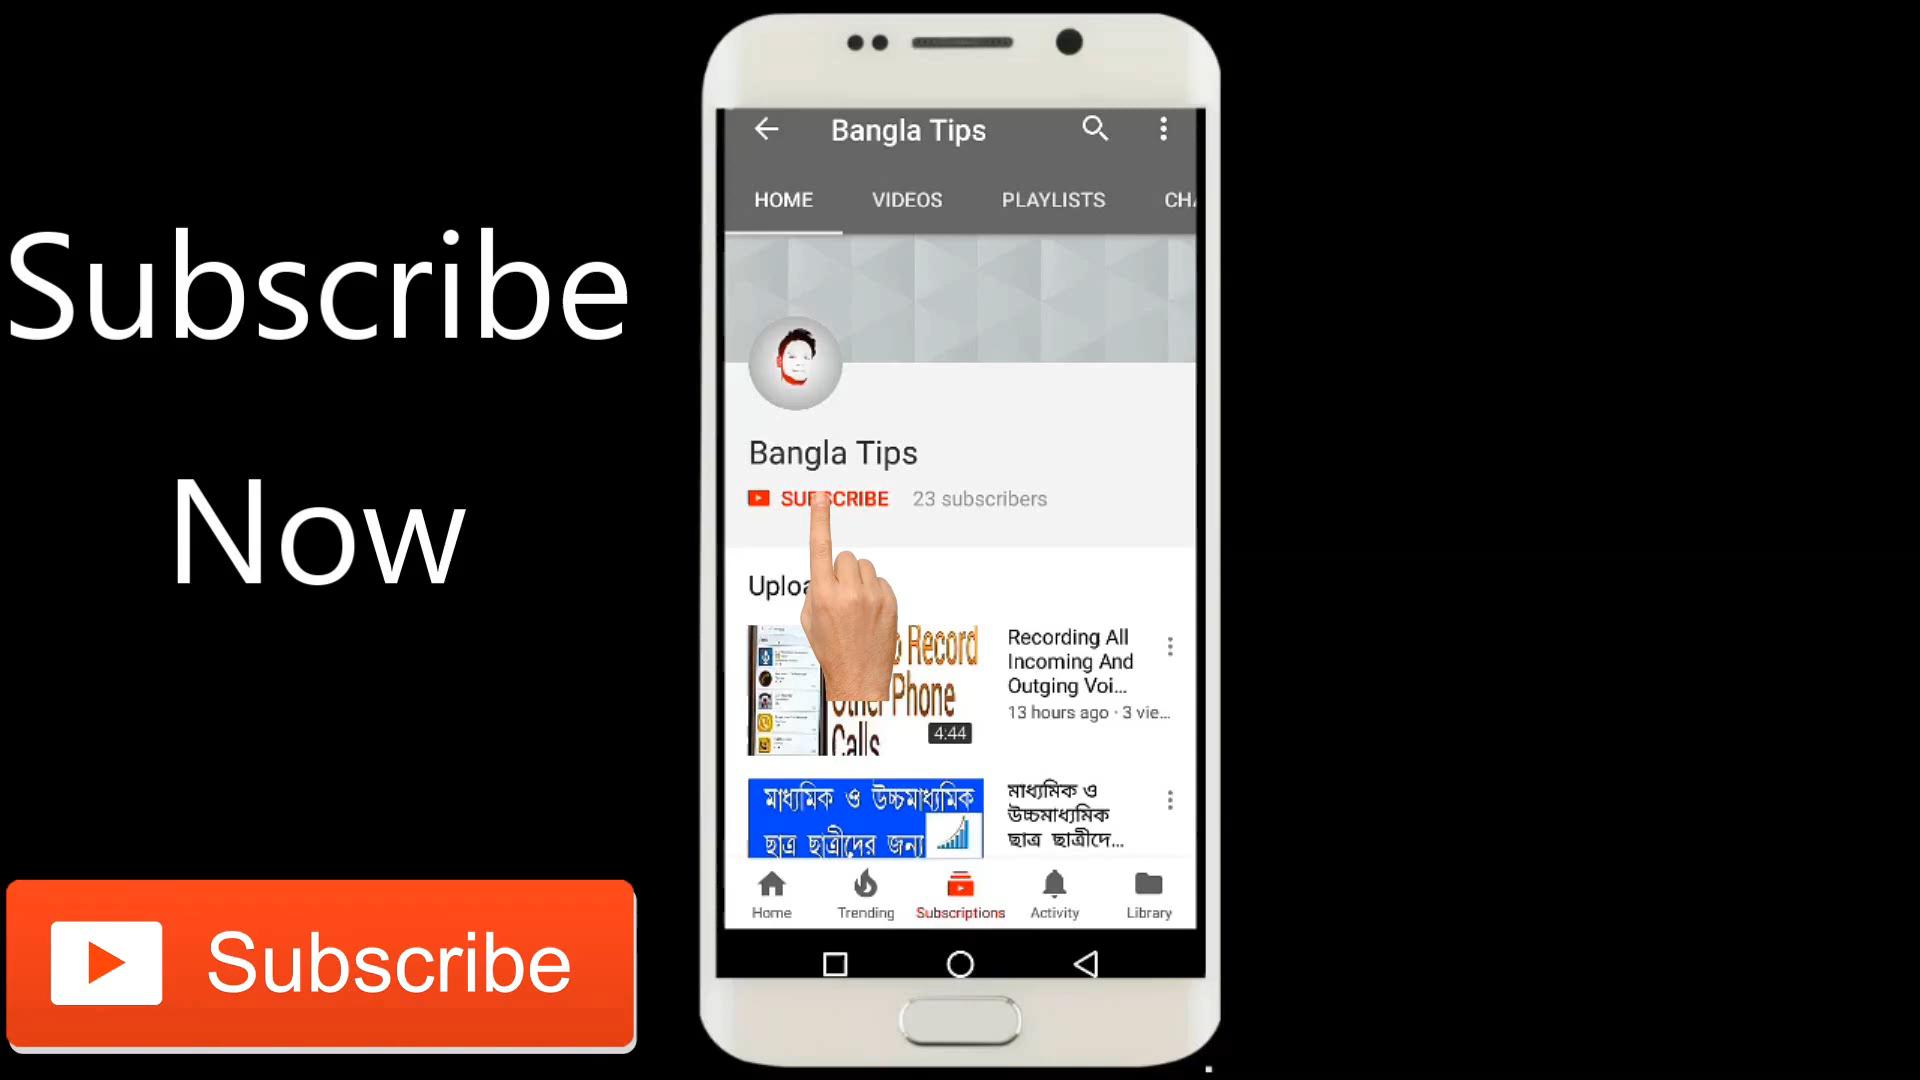 Subscribe
Now
Subscribe
Bangla Tips
HOME VIDEOS PLAYLISTS
Bangla Tips
SUBSCRIBE 23 subscribers
Record
Phone
Calls
4:44
Recording All
Incoming And
Outging Voi...
13 hours ago · 3 vie...
মাধ্যমিক ও উচ্চমাধ্যমিক
ছাত্র ছাত্রীদের জন্য
মাধ্যমিক ও
উচ্চমাধ্যমিক
ছাত্র ছাত্রীদে...
Home Trending Subscriptions Activity Library